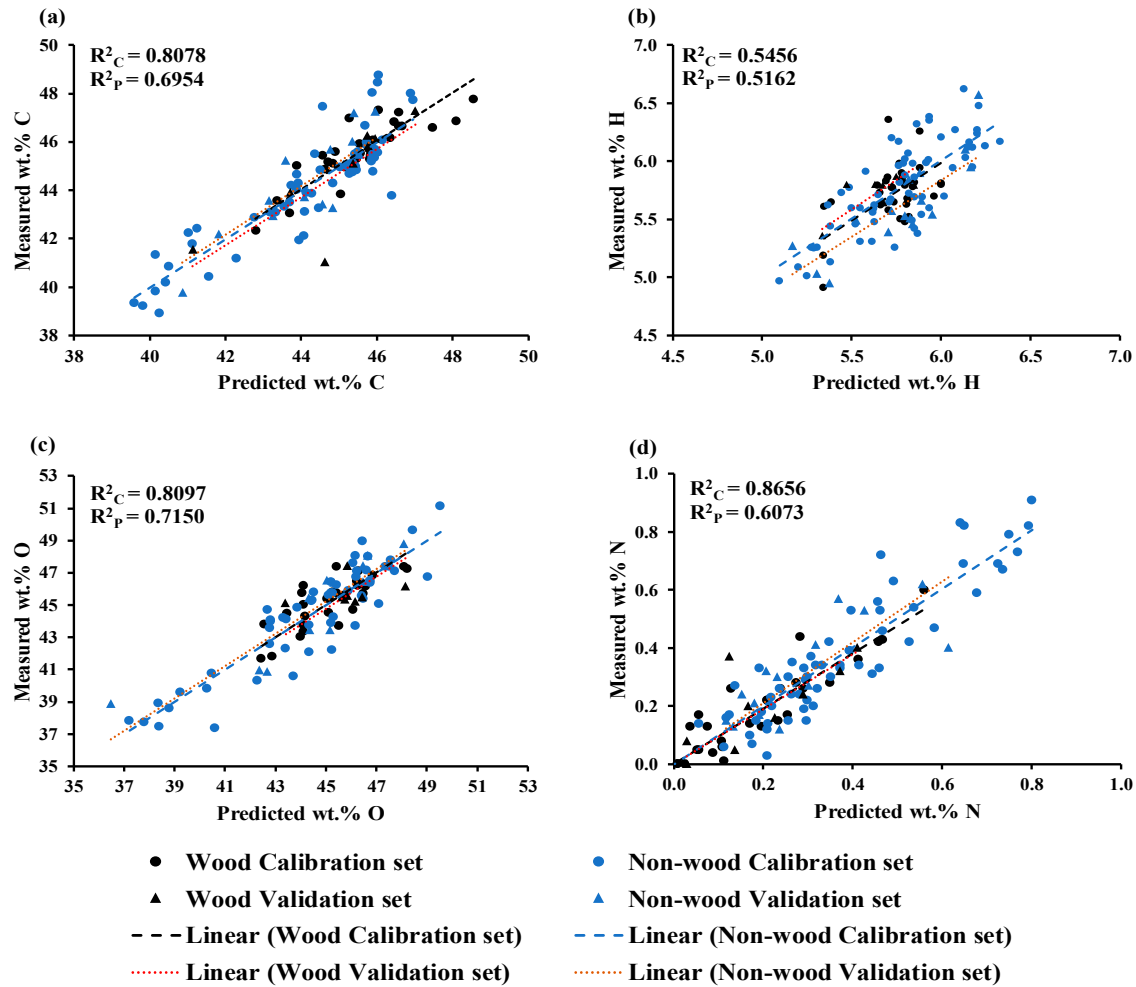 (a)
R²C = 0.8078
R²P = 0.6954
Measured wt.% C
50
48
46
44
42
40
38
38 40 42 44 46 48 50
Predicted wt.% C
(b)
R²C = 0.5456
R²P = 0.5162
Measured wt.% H
7.0
6.5
6.0
5.5
5.0
4.5
4.5 5.0 5.5 6.0 6.5 7.0
Predicted wt.% H
(c)
R²C = 0.8097
R²P = 0.7150
Measured wt.% O
53
51
49
47
45
43
41
39
37
35
35 37 39 41 43 45 47 49 51 53
Predicted wt.% O
(d)
R²C = 0.8656
R²P = 0.6073
Measured wt.% N
1.0
0.8
0.6
0.4
0.2
0.0
0.0 0.2 0.4 0.6 0.8 1.0
Predicted wt.% N
Wood Calibration set
Non-wood Calibration set
Wood Validation set
Non-wood Validation set
Linear (Wood Calibration set)
Linear (Non-wood Calibration set)
Linear (Wood Validation set)
Linear (Non-wood Validation set)